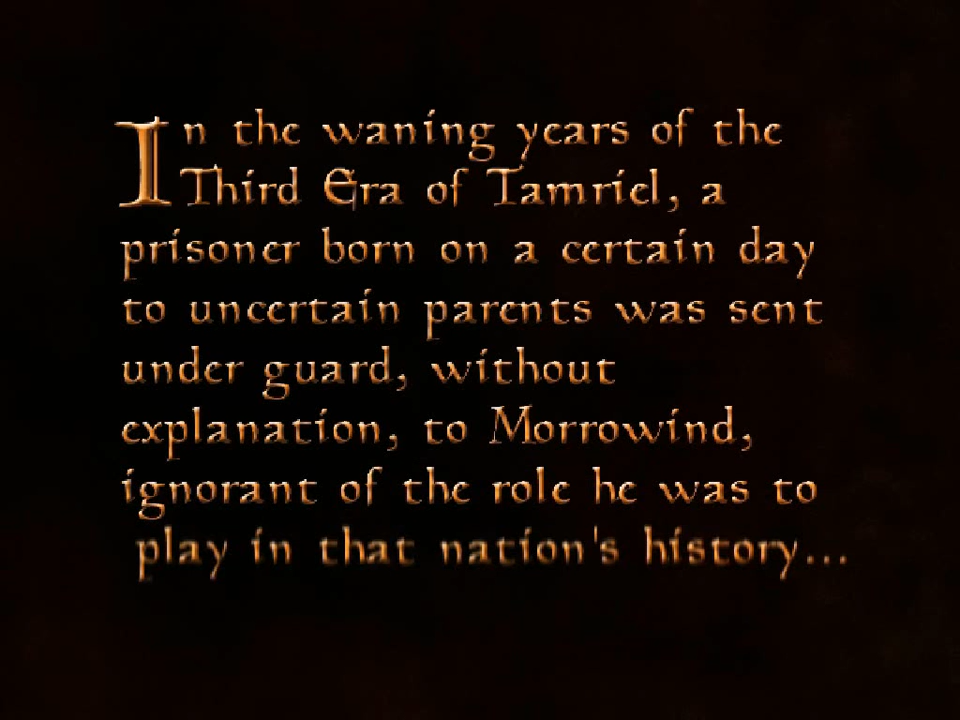 In the waning years of the
Third Era of Tamriel, a
prisoner born on a certain day
to uncertain parents was sent
under guard, without
explanation, to Morrowind,
ignorant of the role he was to
play in that nation's history...